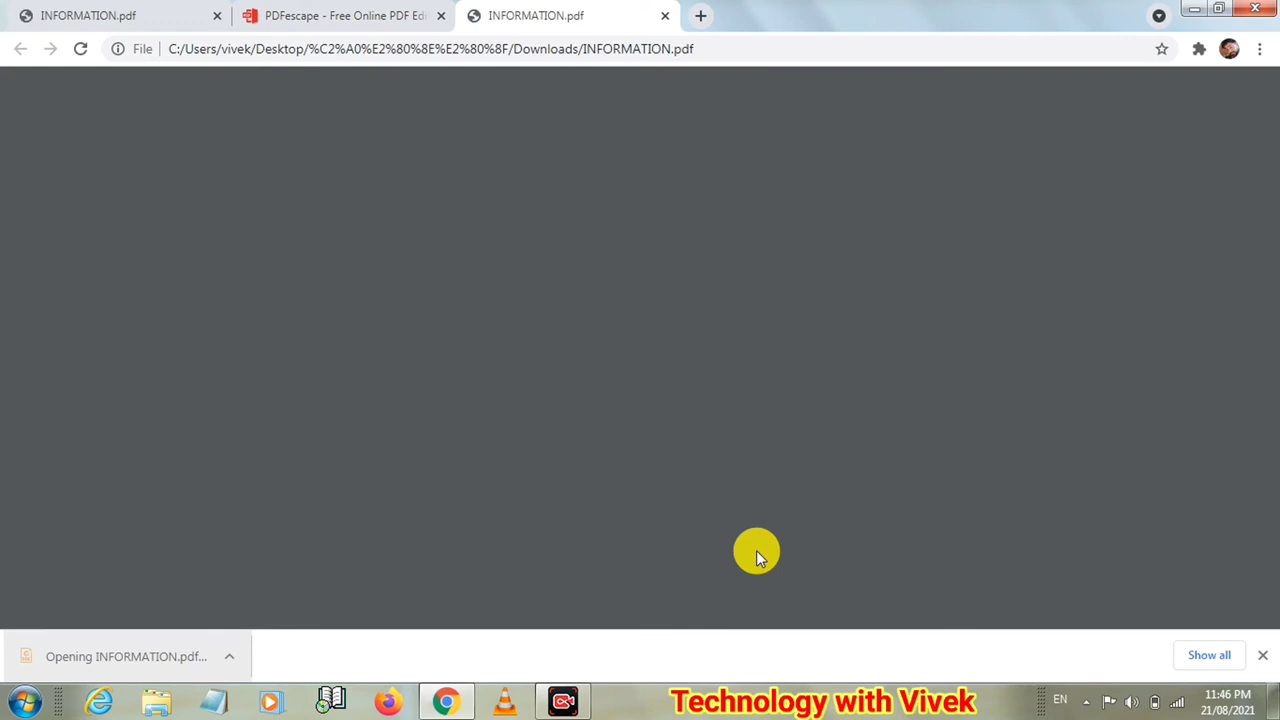 INFORMATION.pdf
PDFescape - Free Online PDF Edi
INFORMATION.pdf
File
C:/Users/vivek/Desktop/%C2%A0%E2%80%8E%E2%80%8F/Downloads/INFORMATION.pdf
Opening INFORMATION.pdf...
Show all
Technology with Vivek
EN
11:46 PM
21/08/2021